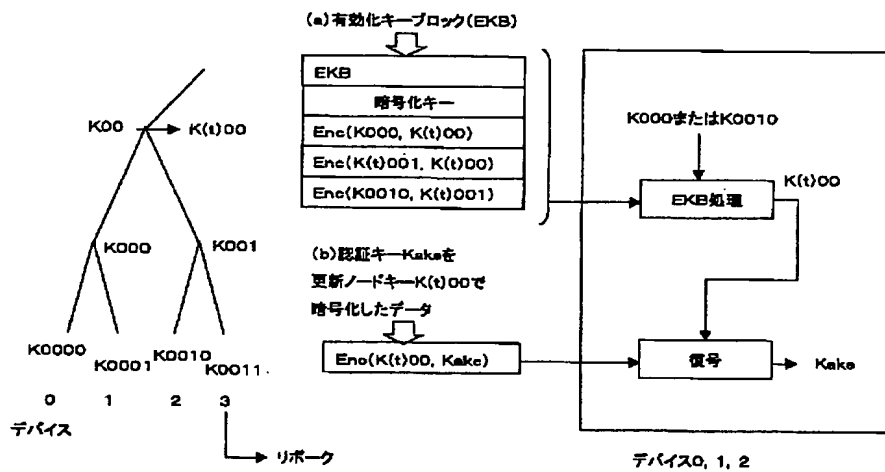 (a)有効化キーブロック(EKB)
EKB
暗号化キー
Enc(K000, K(t)00)
Enc(K(t)001, K(t)00)
Enc(K0010, K(t)001)
K00
K(t)00
K000
K001
K0000
K0001
K0010
K0011
0 1 2 3
デバイス
リボーク
(b)認証キーKakeを
更新ノードキーK(t)00で
暗号化したデータ
Enc(K(t)00, Kake)
K000またはK0010
EKB処理
K(t)00
復号
Kake
デバイス0, 1, 2